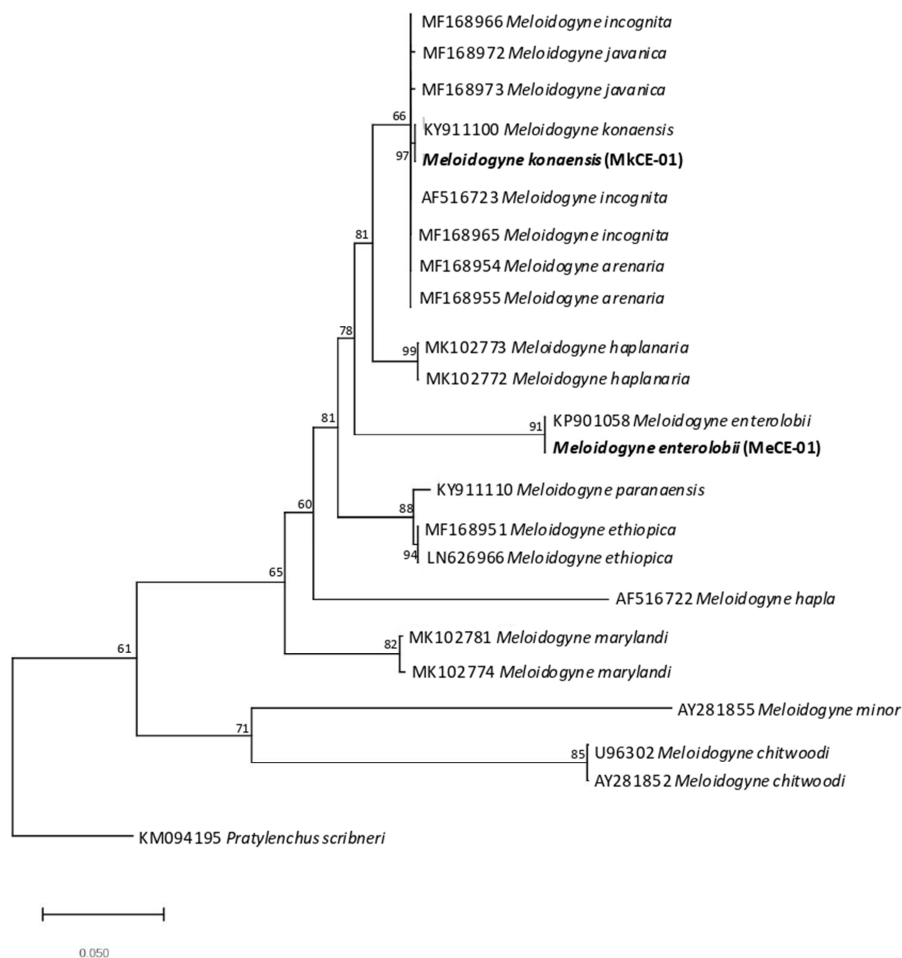 MF168966 Meloidogyne incognita
MF168972 Meloidogyne javanica
MF168973 Meloidogyne javanica
66
KY911100 Meloidogyne konaensis
97
Meloidogyne konaensis (MkCE-01)
AF516723 Meloidogyne incognita
81
MF168965 Meloidogyne incognita
MF168954 Meloidogyne arenaria
MF168955 Meloidogyne arenaria
78
99
MK102773 Meloidogyne haplanaria
MK102772 Meloidogyne haplanaria
81
91
KP901058 Meloidogyne enterolobii
Meloidogyne enterolobii (MeCE-01)
KY911110 Meloidogyne paranaensis
60
88
MF168951 Meloidogyne ethiopica
94
LN626966 Meloidogyne ethiopica
65
AF516722 Meloidogyne hapla
82
MK102781 Meloidogyne marylandi
61
MK102774 Meloidogyne marylandi
AY281855 Meloidogyne minor
71
85
U96302 Meloidogyne chitwoodi
AY281852 Meloidogyne chitwoodi
KM094195 Pratylenchus scribneri
0.050